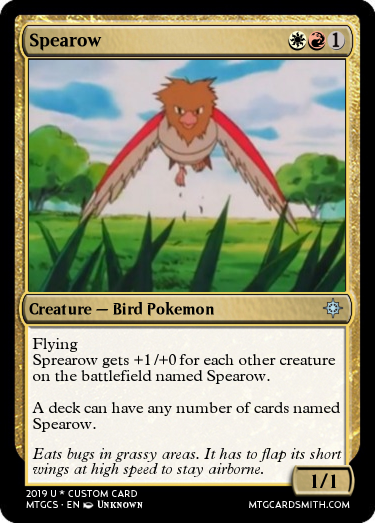 Spearow 1
Creature — Bird Pokemon
Flying
Sprearow gets +1/+0 for each other creature
on the battlefield named Spearow.
A deck can have any number of cards named
Spearow.
Eats bugs in grassy areas. It has to flap its short
wings at high speed to stay airborne.
1/1
2019 U * CUSTOM CARD
MTGCS · EN Unknown
MTGCARDSMITH.COM